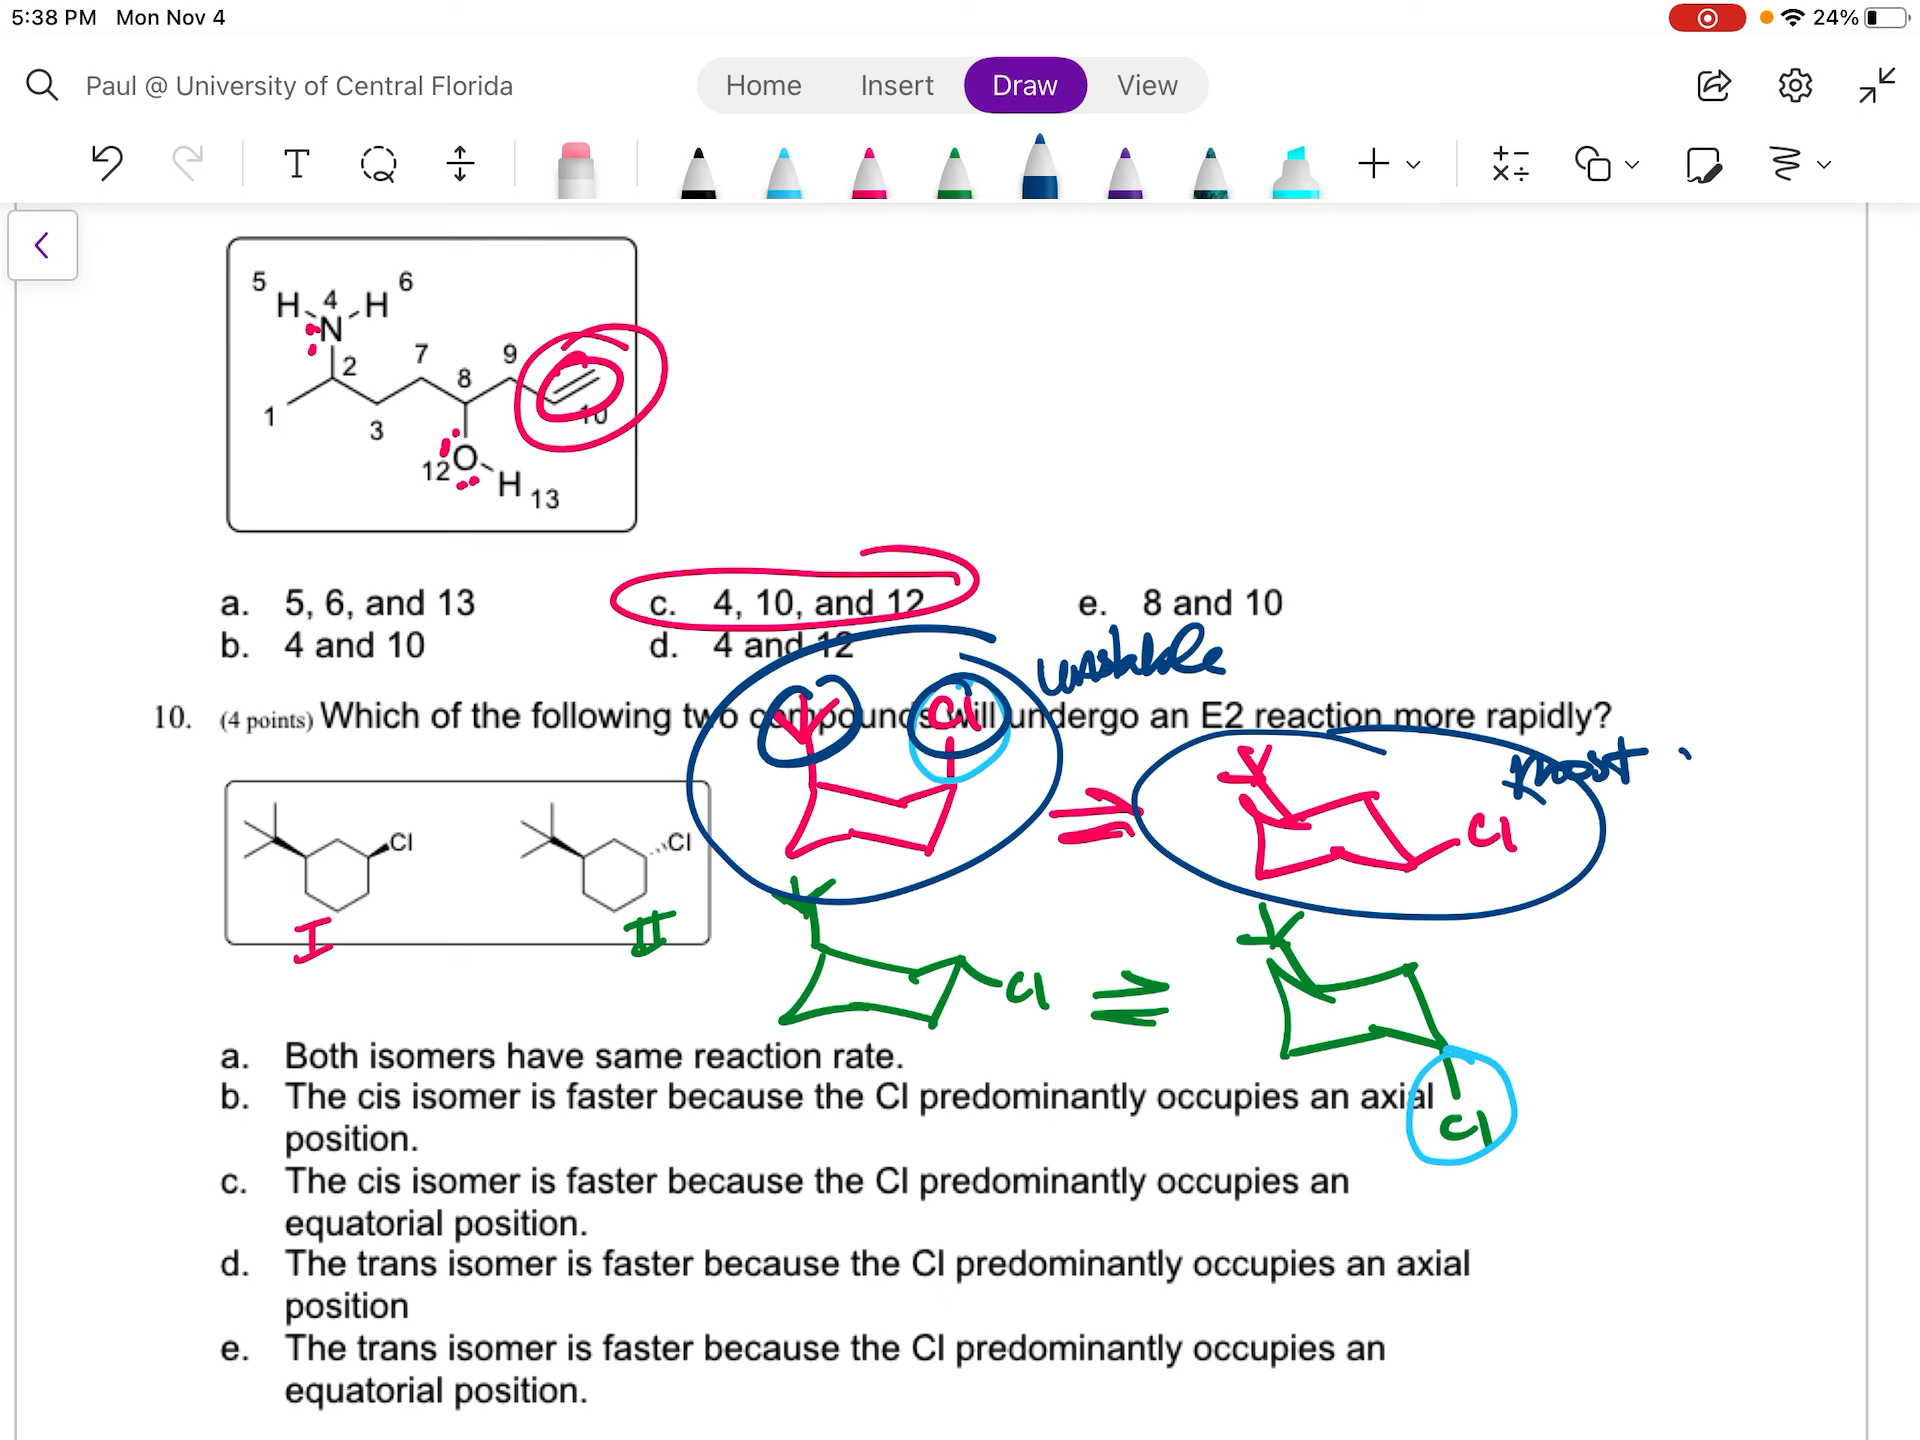 5:38 PM Mon Nov 4 24%
Paul @ University of Central Florida Home Insert Draw View
T
5 6
H 4 H
N
2 7 9
8
1 3 10
12 O H 13
a. 5, 6, and 13 c. 4, 10, and 12 e. 8 and 10
b. 4 and 10 d. 4 and 12
unstable
10. (4 points) Which of the following two compounds will undergo an E2 reaction more rapidly?
Cl
most
Cl Cl Cl
I II
Cl
a. Both isomers have same reaction rate.
b. The cis isomer is faster because the Cl predominantly occupies an axial
position.
Cl
c. The cis isomer is faster because the Cl predominantly occupies an
equatorial position.
d. The trans isomer is faster because the Cl predominantly occupies an axial
position
e. The trans isomer is faster because the Cl predominantly occupies an
equatorial position.